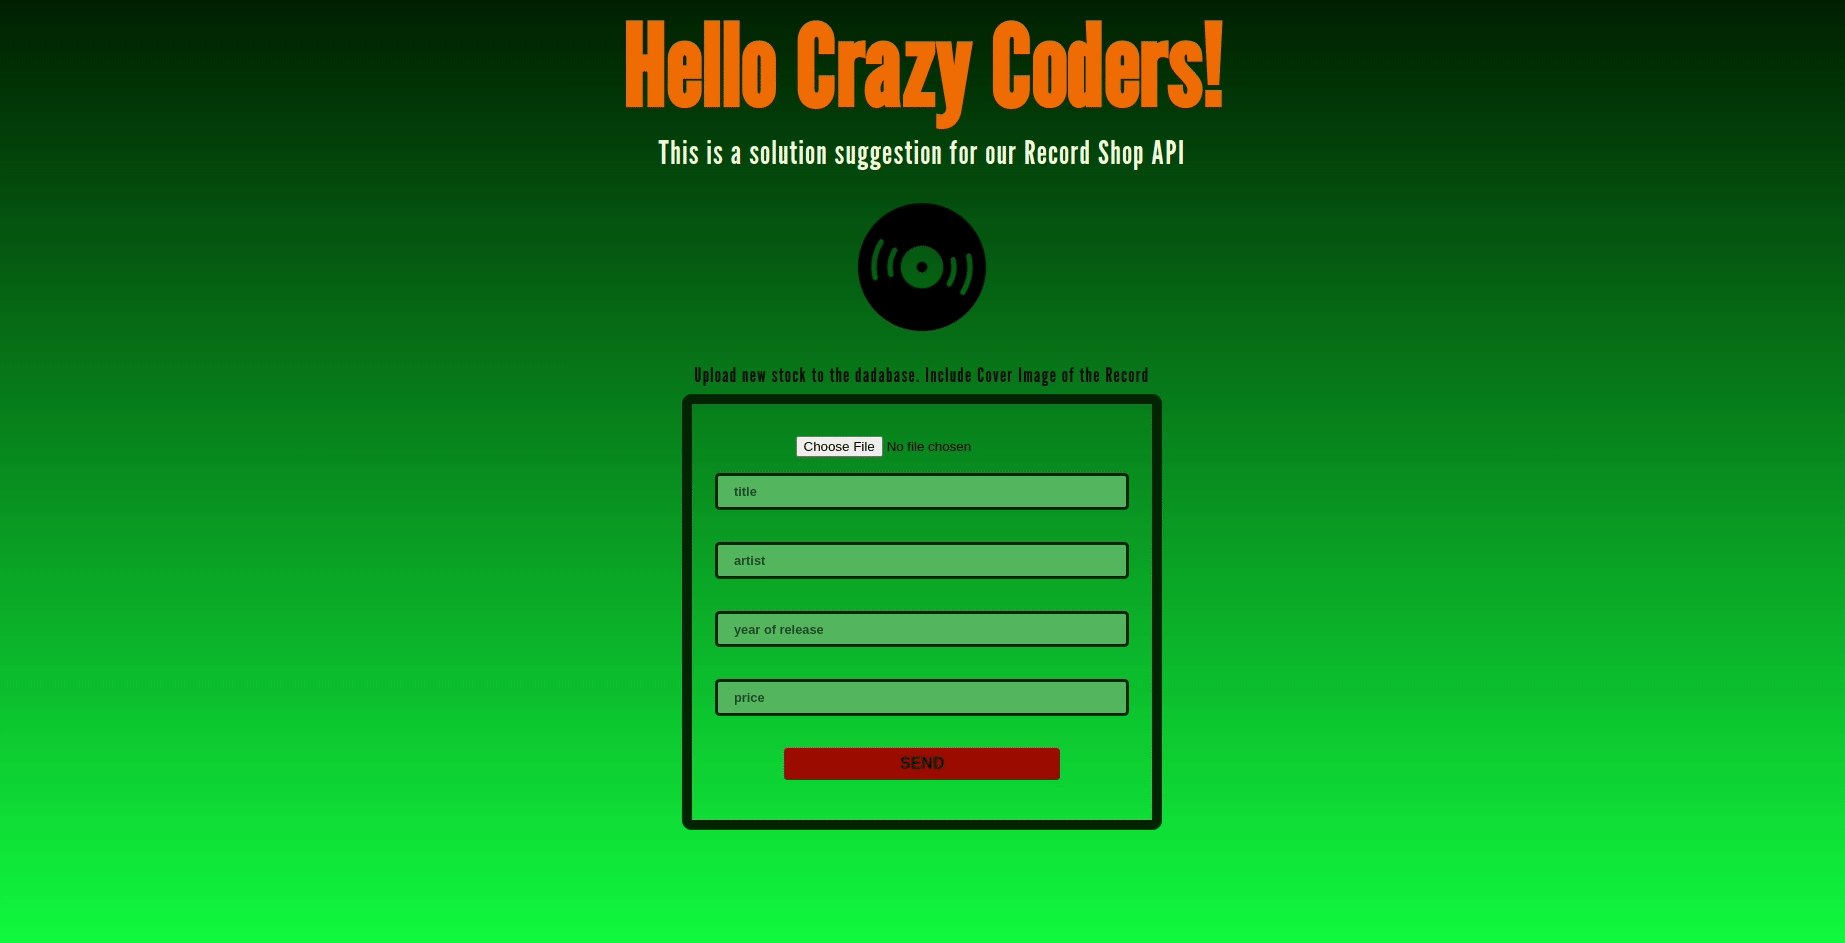 Hello Crazy Coders!
This is a solution suggestion for our Record Shop API
Upload new stock to the dadabase. Include Cover Image of the Record
Choose File No file chosen
title
artist
year of release
price
SEND